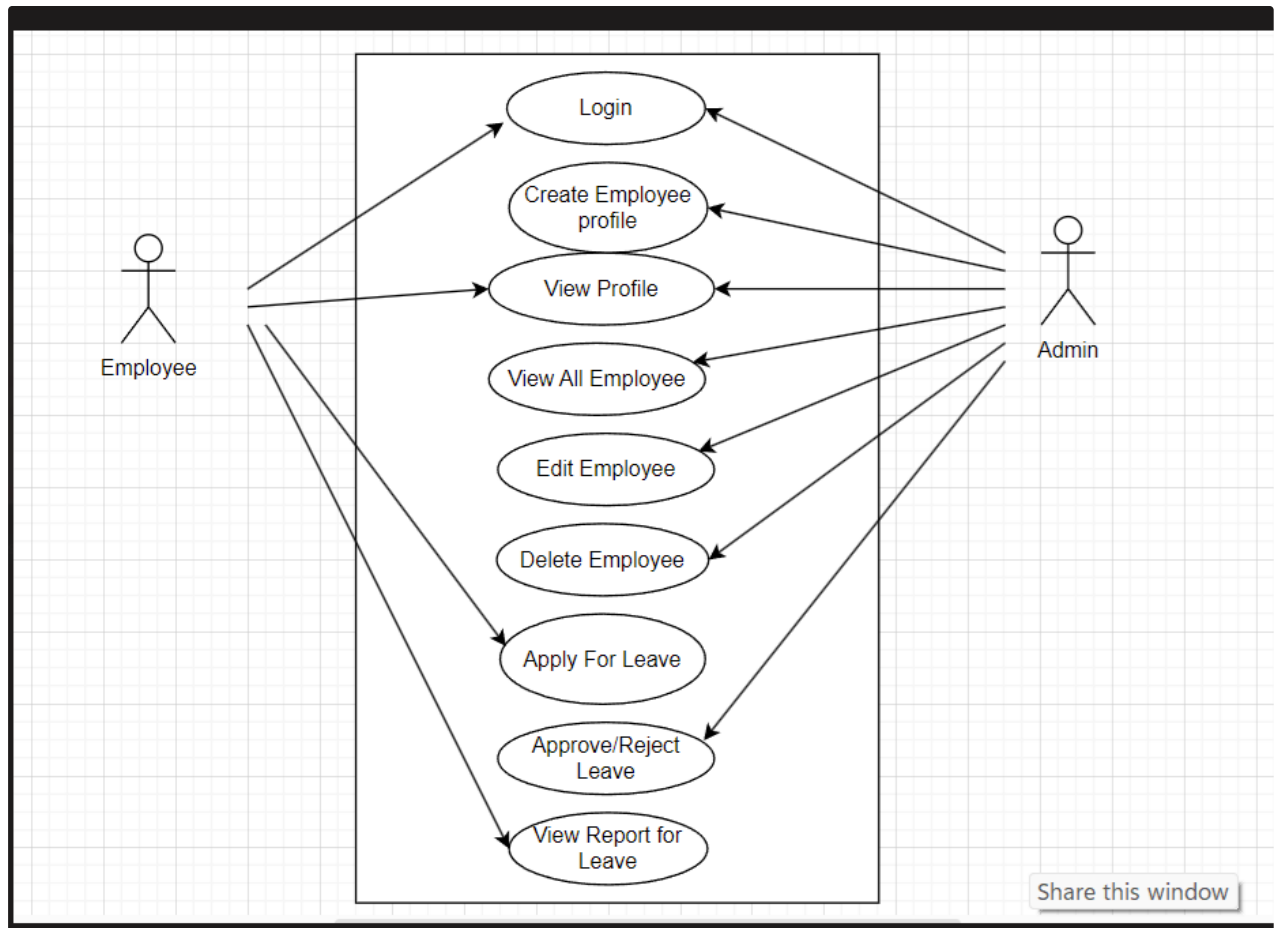 Login
Create Employee
profile
View Profile
Employee
Admin
View All Employee
Edit Employee
Delete Employee
Apply For Leave
Approve/Reject
Leave
View Report for
Leave
Share this window